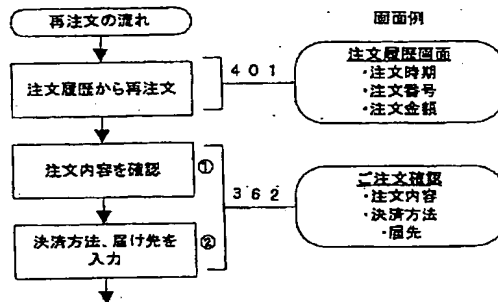 再注文の流れ
画面例
注文履歴から再注文
401
注文履歴画面
・注文時期
・注文番号
・注文金額
注文内容を確認
①
362
ご注文確認
・注文内容
・決済方法
・届先
決済方法、届け先を
入力
②